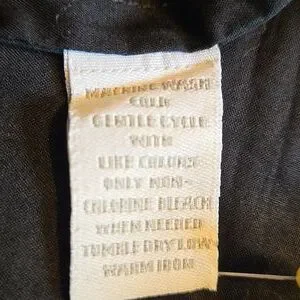 MACHINE WASH
COLD
GENTLE CYCLE
WITH
LIKE COLORS
ONLY NON-
CHLORINE BLEACH
WHEN NEEDED
TUMBLE DRY LOW
WARM IRON